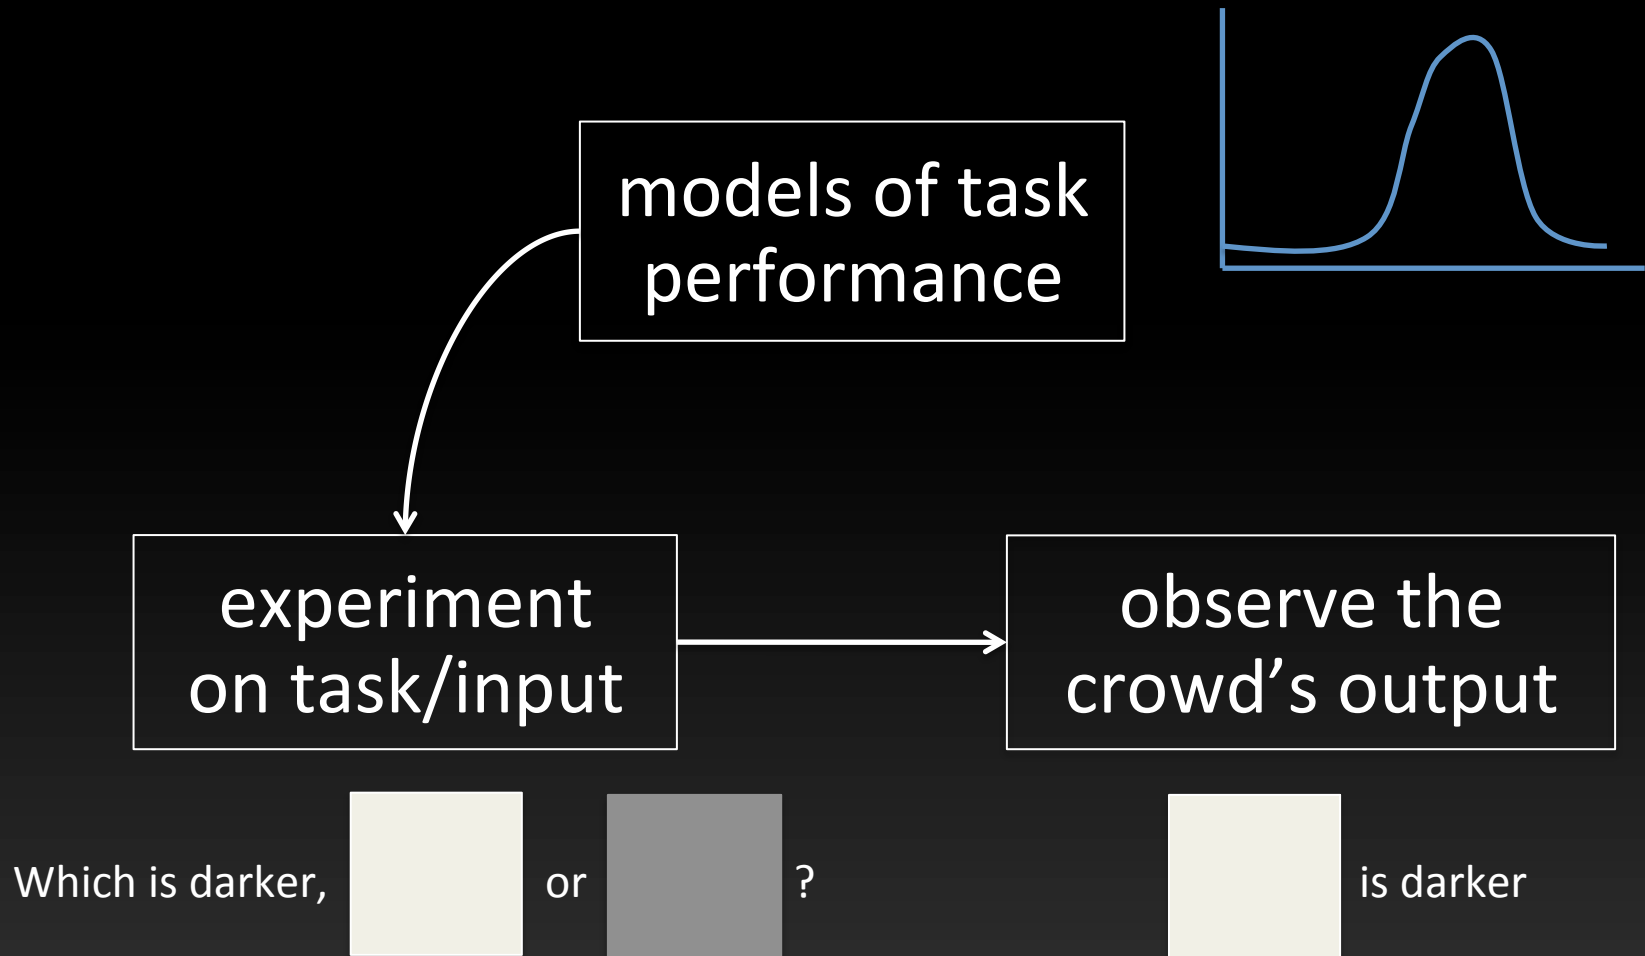 models of task
performance
experiment
on task/input
observe the
crowd’s output
Which is darker, or ?
is darker